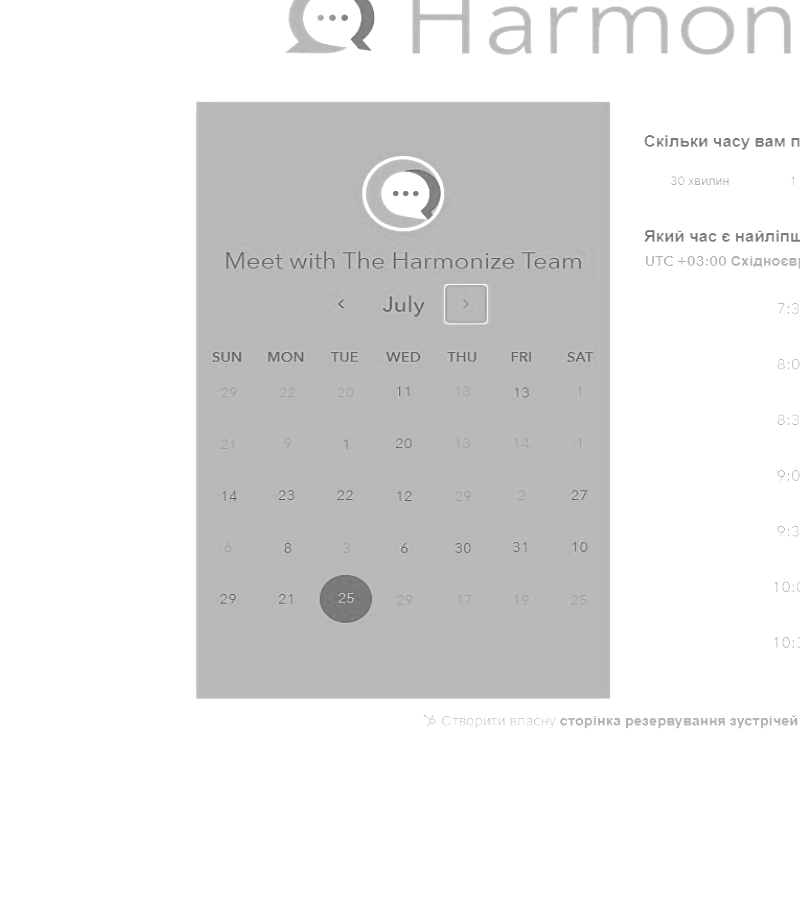 Harmon
Meet with The Harmonize Team
July
SUN MON TUE WED THU FRI SAT
29 22 20 11 13 13 1
21 9 1 20 13 14 1
14 23 22 12 29 2 27
6 8 3 6 30 31 10
29 21 25 29 17 19 25
Скільки часу вам п
30 хвилин 1
Який час є найліпш
UTC +03:00 Східноєвр
7:3
8:0
8:3
9:0
9:3
10:0
10:3
Створити власну сторінка резервування зустрічей